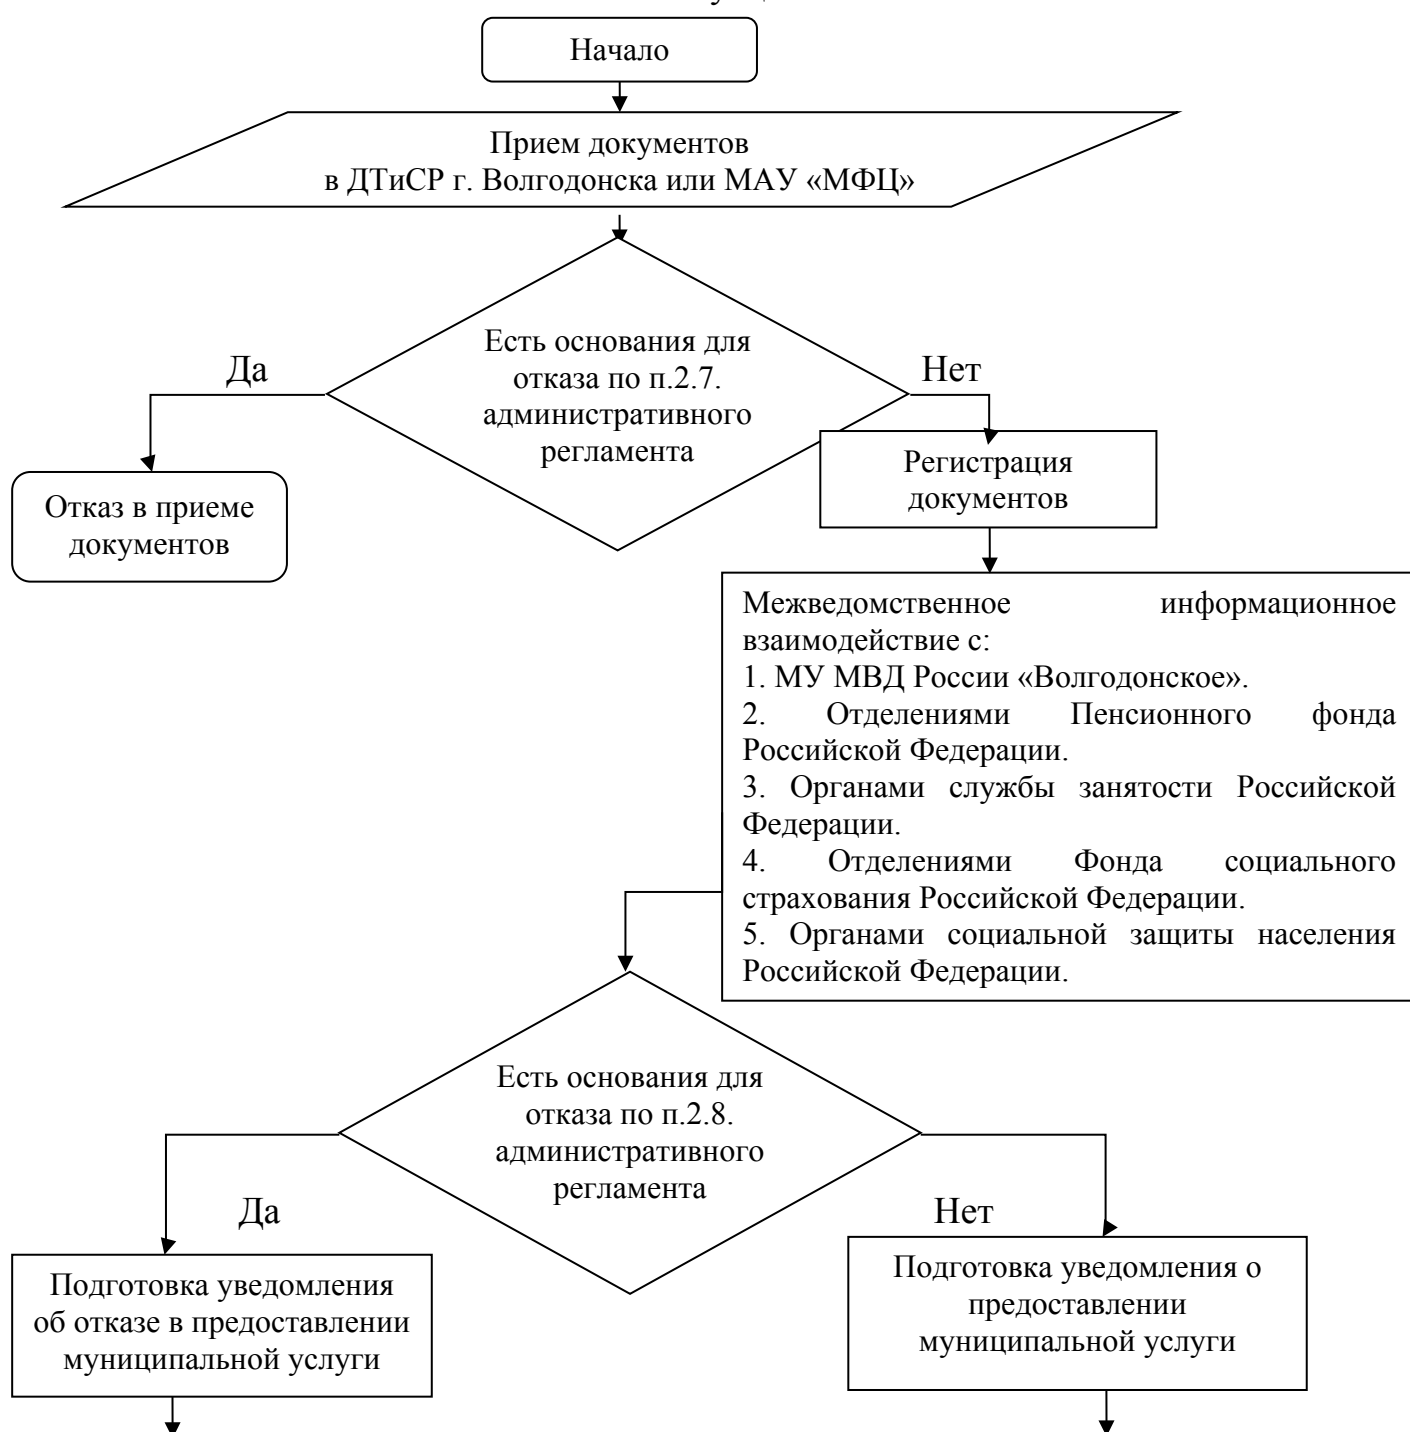 Начало
Прием документов
в ДТиСР г. Волгодонска или МАУ «МФЦ»
Есть основания для
отказа по п.2.7.
административного
регламента
Да
Нет
Отказ в приеме
документов
Регистрация
документов
Межведомственное информационное
взаимодействие с:
1. МУ МВД России «Волгодонское».
2. Отделениями Пенсионного фонда
Российской Федерации.
3. Органами службы занятости Российской
Федерации.
4. Отделениями Фонда социального
страхования Российской Федерации.
5. Органами социальной защиты населения
Российской Федерации.
Есть основания для
отказа по п.2.8.
административного
регламента
Да
Нет
Подготовка уведомления
об отказе в предоставлении
муниципальной услуги
Подготовка уведомления о
предоставлении
муниципальной услуги